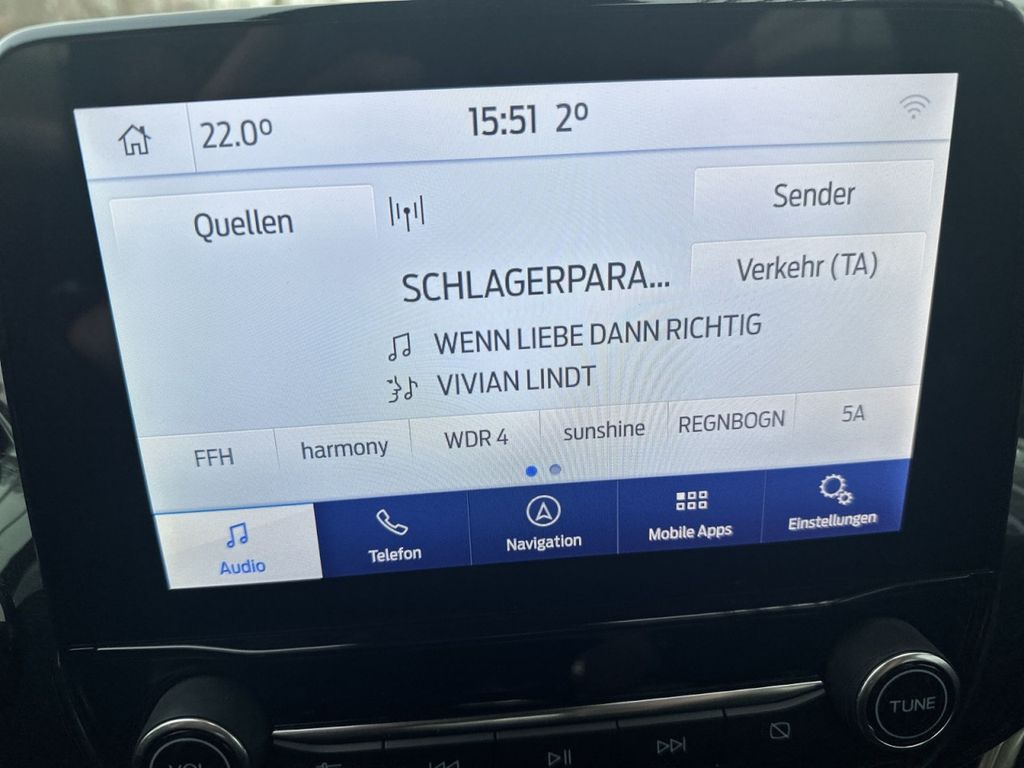 22.0°
15:51 2°
Quellen
Sender
Verkehr (TA)
SCHLAGERPARA...
WENN LIEBE DANN RICHTIG
VIVIAN LINDT
FFH harmony WDR 4 sunshine REGNBOGN 5A
Audio Telefon Navigation Mobile Apps Einstellungen
TUNE
VOL